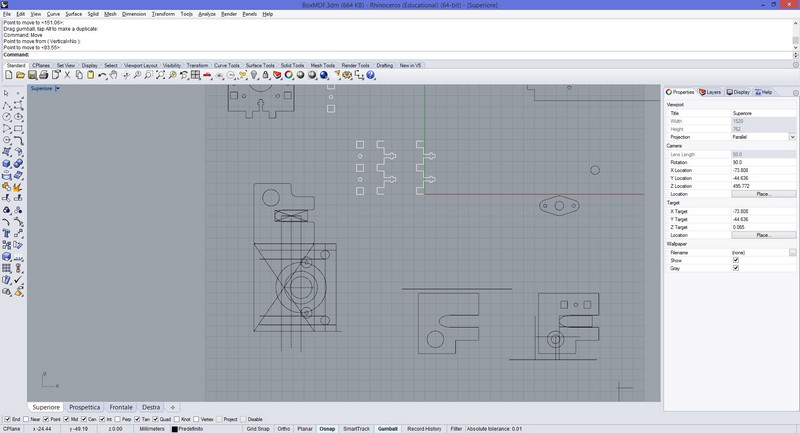 BoxMDF.3dm (664 KB) - Rhinoceros (Educational) (64-bit) - [Superiore]
File Edit View Curve Surface Solid Mesh Dimension Transform Tools Analyze Render Panels Help
Point to move to <151.06>:
Drag gumball, tap Alt to make a duplicate:
Command: Move
Point to move from ( Vertical=No ):
Point to move to <93.55>:
Command:
Standard CPlanes Set View Display Select Viewport Layout Visibility Transform Curve Tools Surface Tools Solid Tools Mesh Tools Render Tools Drafting New in V5
Superiore
Properties Layers Display Help
Viewport
Title Superiore
Width 1520
Height 762
Projection Parallel
Camera
Lens Length 50.0
Rotation 90.0
X Location -73.808
Y Location -44.636
Z Location 495.772
Location Place...
Target
X Target -73.808
Y Target -44.636
Z Target 0.065
Location Place...
Wallpaper
Filename (none)
Show
Gray
Superiore Prospettica Frontale Destra
End Near Point Mid Cen Int Perp Tan Quad Knot Vertex Project Disable
CPlane x -24.44 y -49.19 z 0.00 Millimeters Predefinito Grid Snap Ortho Planar Osnap SmartTrack Gumball Record History Filter Absolute tolerance: 0.01